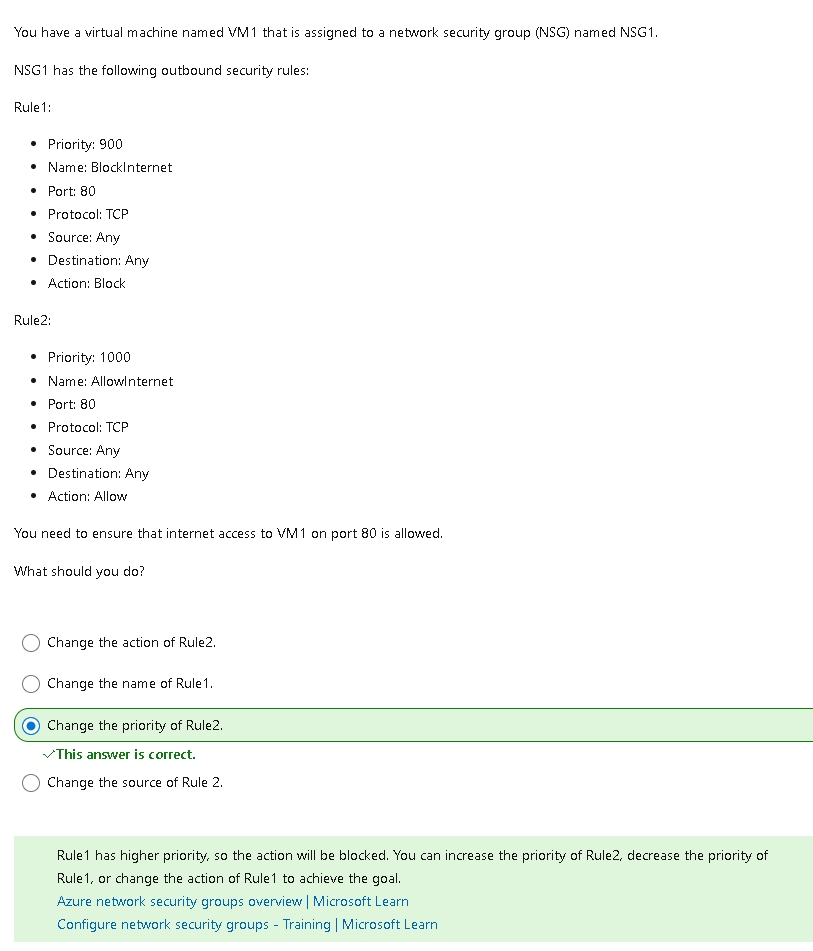 You have a virtual machine named VM1 that is assigned to a network security group (NSG) named NSG1.
NSG1 has the following outbound security rules:
Rule1:
• Priority: 900
• Name: BlockInternet
• Port: 80
• Protocol: TCP
• Source: Any
• Destination: Any
• Action: Block
Rule2:
• Priority: 1000
• Name: AllowInternet
• Port: 80
• Protocol: TCP
• Source: Any
• Destination: Any
• Action: Allow
You need to ensure that internet access to VM1 on port 80 is allowed.
What should you do?
Change the action of Rule2.
Change the name of Rule1.
Change the priority of Rule2.
✓This answer is correct.
Change the source of Rule 2.
Rule1 has higher priority, so the action will be blocked. You can increase the priority of Rule2, decrease the priority of
Rule1, or change the action of Rule1 to achieve the goal.
Azure network security groups overview | Microsoft Learn
Configure network security groups - Training | Microsoft Learn